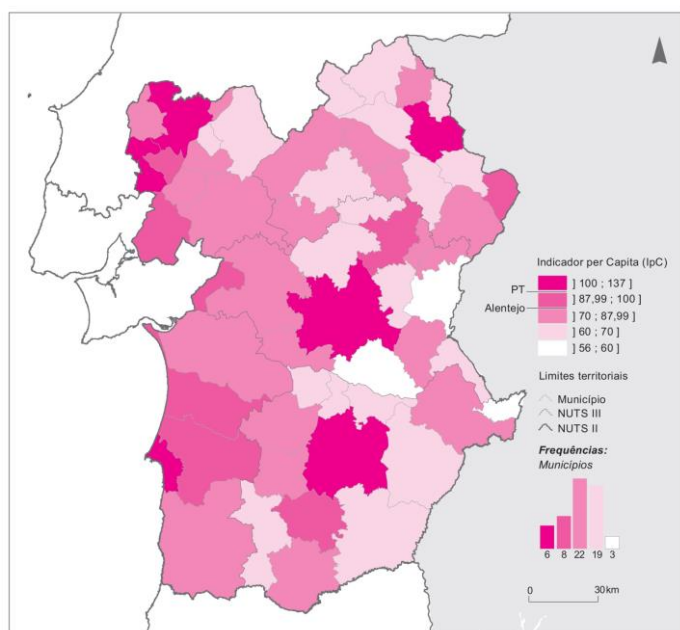 Indicador per Capita (IpC)
] 100 ; 137 ]
PT
] 87,99 ; 100 ]
Alentejo
] 70 ; 87,99 ]
] 60 ; 70 ]
] 56 ; 60 ]
Limites territoriais
Município
NUTS III
NUTS II
Frequências:
Municípios
6 8 22 19 3
0 30km